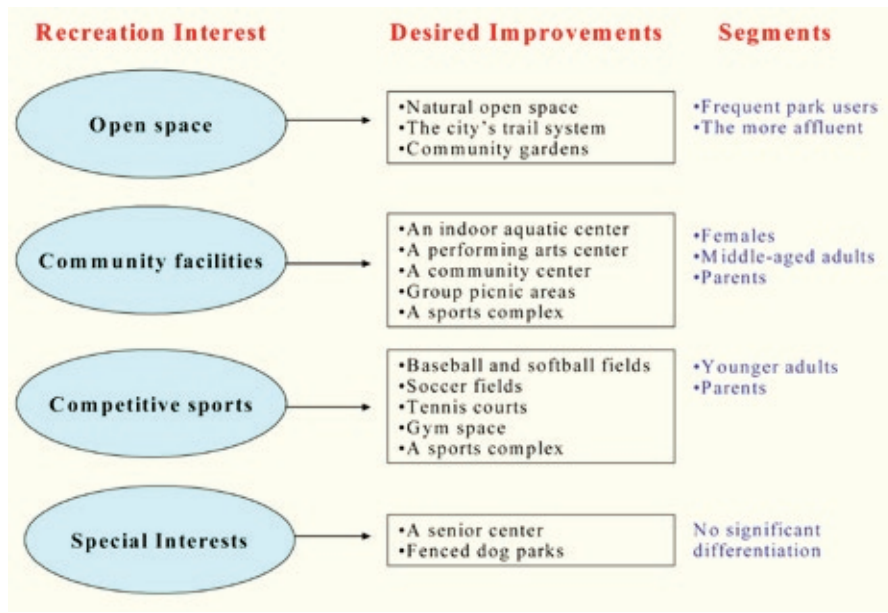 Recreation Interest
Desired Improvements
Segments
Open space
•Natural open space
•The city's trail system
•Community gardens
•Frequent park users
•The more affluent
Community facilities
•An indoor aquatic center
•A performing arts center
•A community center
•Group picnic areas
•A sports complex
•Females
•Middle-aged adults
•Parents
Competitive sports
•Baseball and softball fields
•Soccer fields
•Tennis courts
•Gym space
•A sports complex
•Younger adults
•Parents
Special Interests
•A senior center
•Fenced dog parks
No significant
differentiation